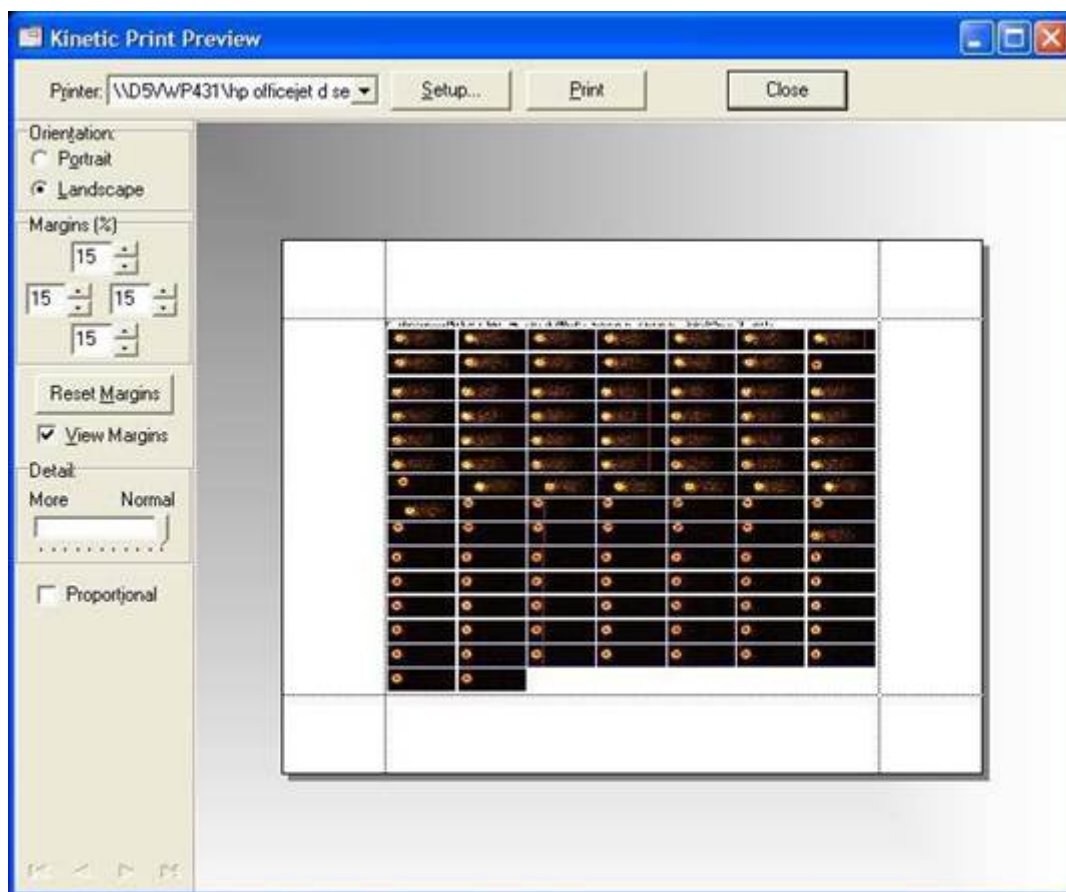 Kinetic Print Preview
Printer: \\D5VWP431\hp officejet d se Setup... Print Close
Orientation:
Portrait
Landscape
Margins (%)
15
15 15
15
Reset Margins
View Margins
Detail:
More Normal
Proportional